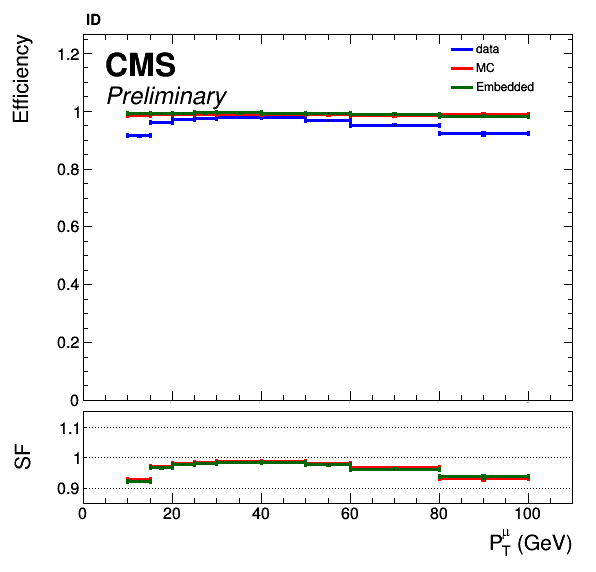 ID
Efficiency
CMS
Preliminary
data
MC
Embedded
1.2
1
0.8
0.6
0.4
0.2
0
SF
1.1
1
0.9
0 20 40 60 80 100
P_T^μ (GeV)